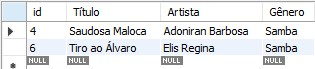 id Título Artista Gênero
4 Saudosa Maloca Adoniran Barbosa Samba
6 Tiro ao Álvaro Elis Regina Samba
NULL NULL NULL NULL